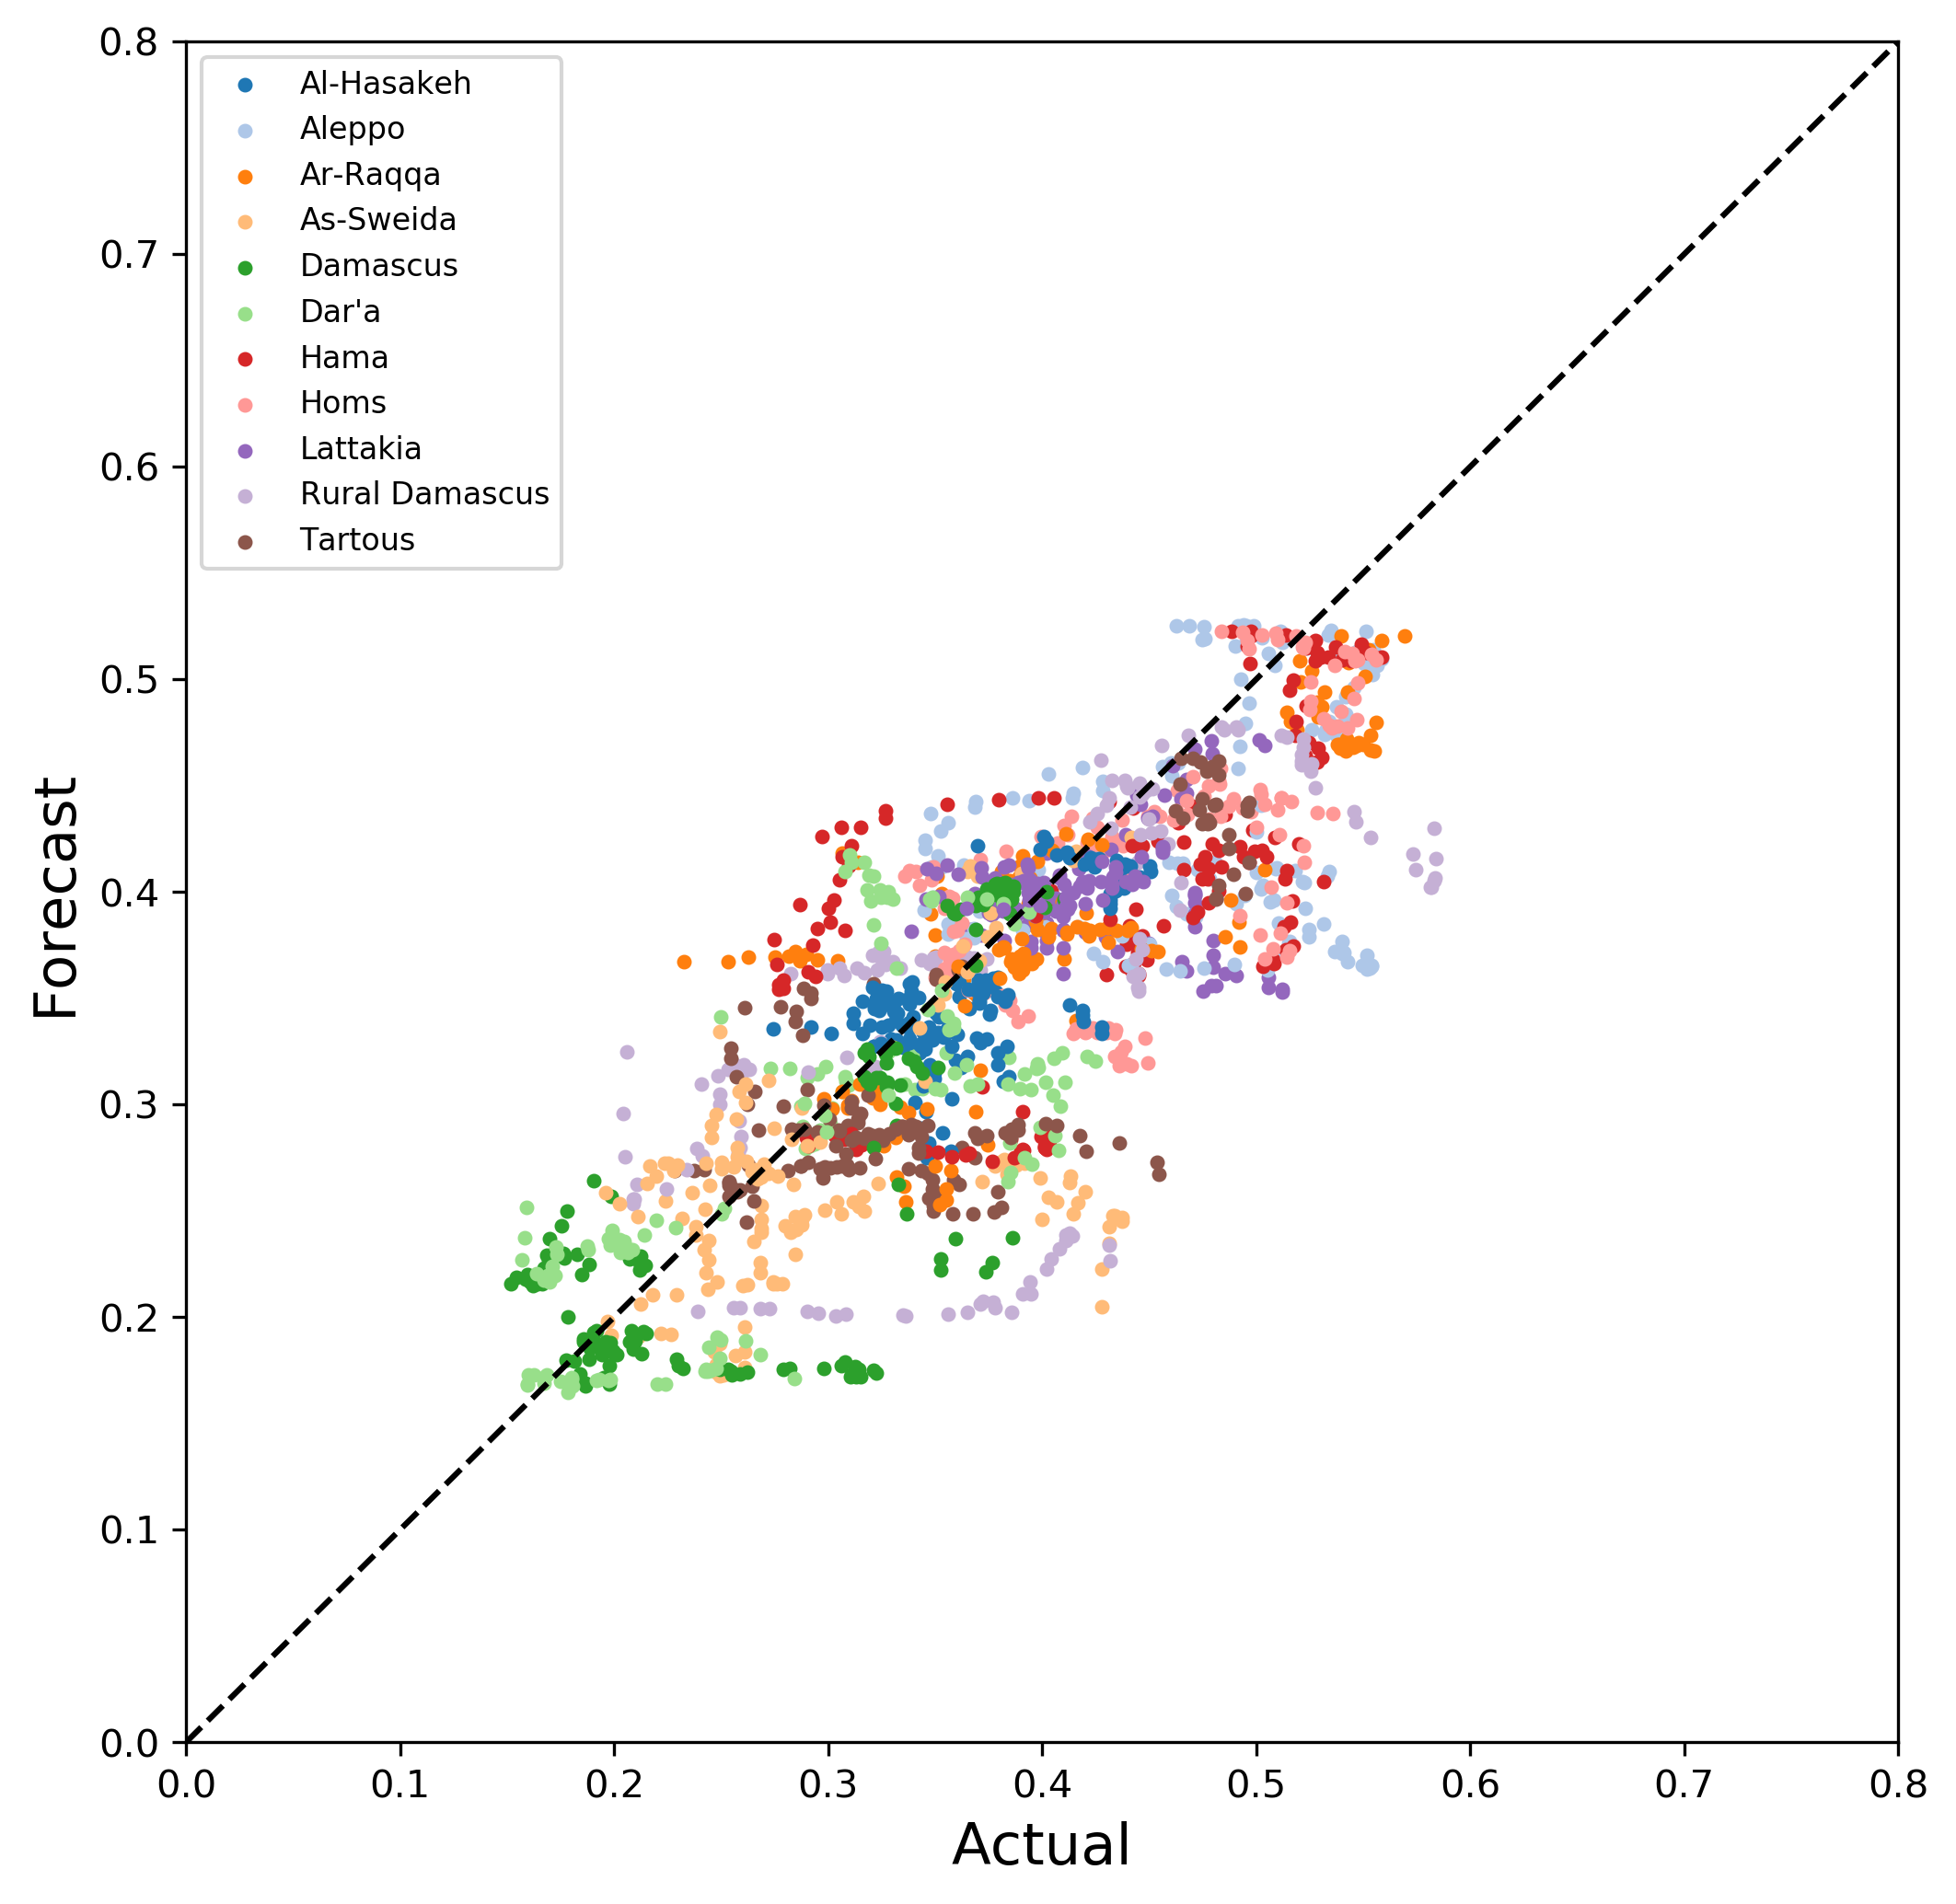 0.8
0.7
0.6
0.5
0.4
0.3
0.2
0.1
0.0
Forecast
Al-Hasakeh
Aleppo
Ar-Raqqa
As-Sweida
Damascus
Dar'a
Hama
Homs
Lattakia
Rural Damascus
Tartous
0.0 0.1 0.2 0.3 0.4 0.5 0.6 0.7 0.8
Actual